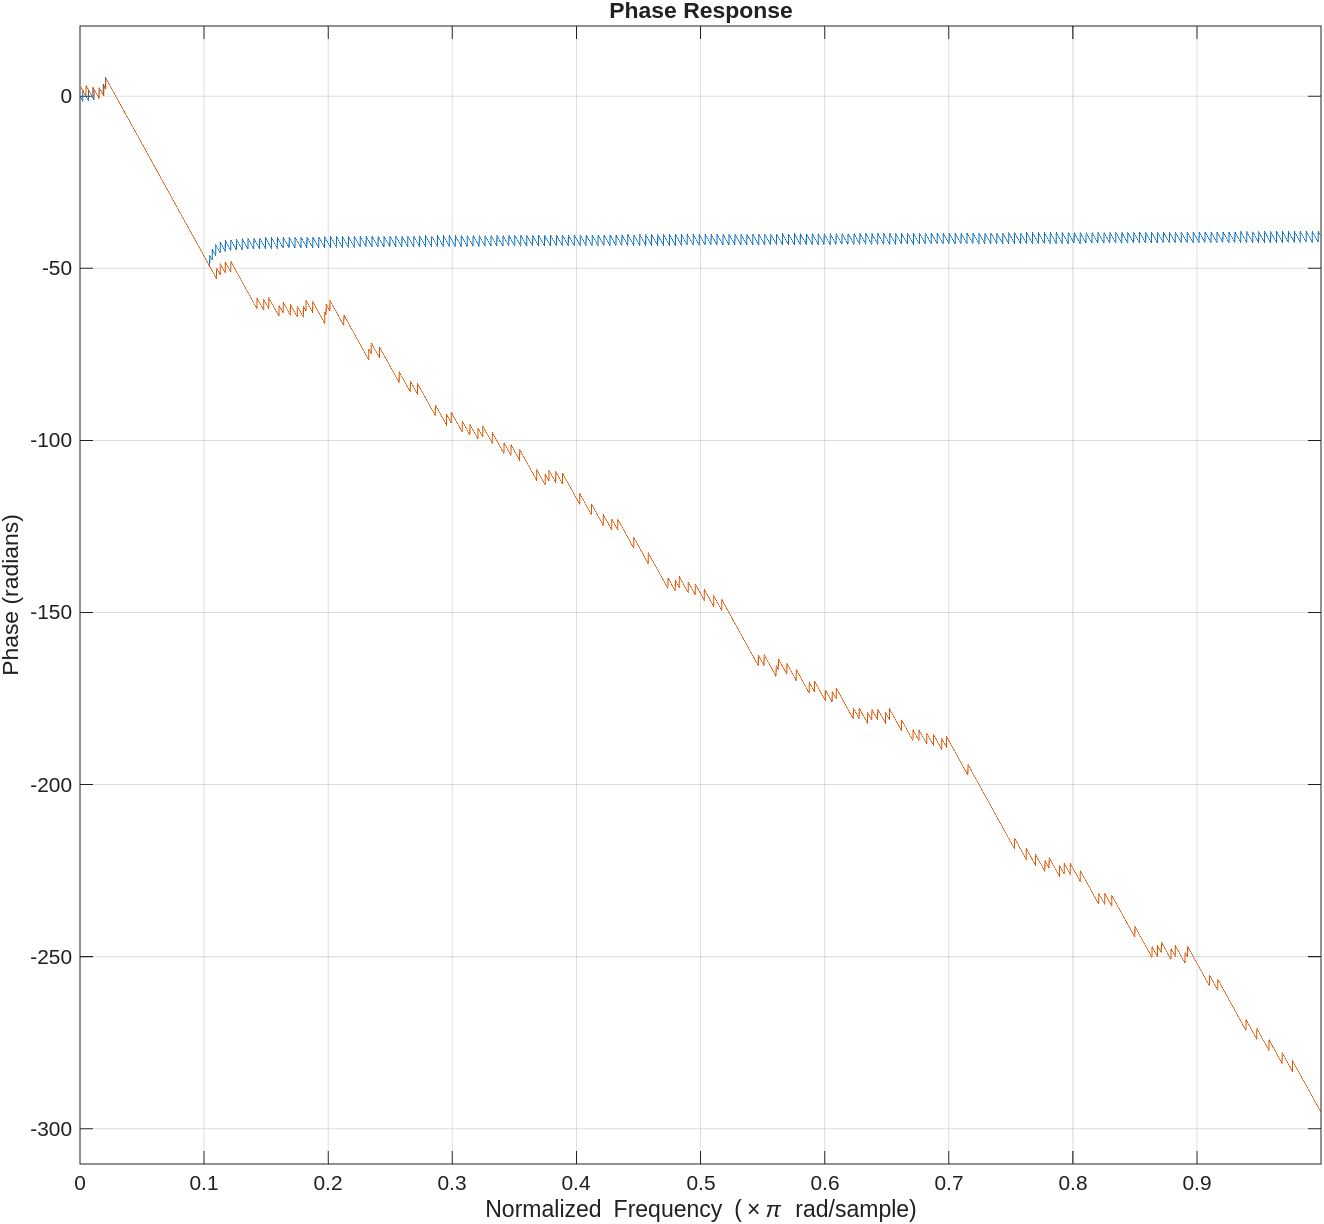 Phase Response
0
-50
-100
-150
-200
-250
-300
Phase (radians)
0 0.1 0.2 0.3 0.4 0.5 0.6 0.7 0.8 0.9
Normalized Frequency (×π rad/sample)